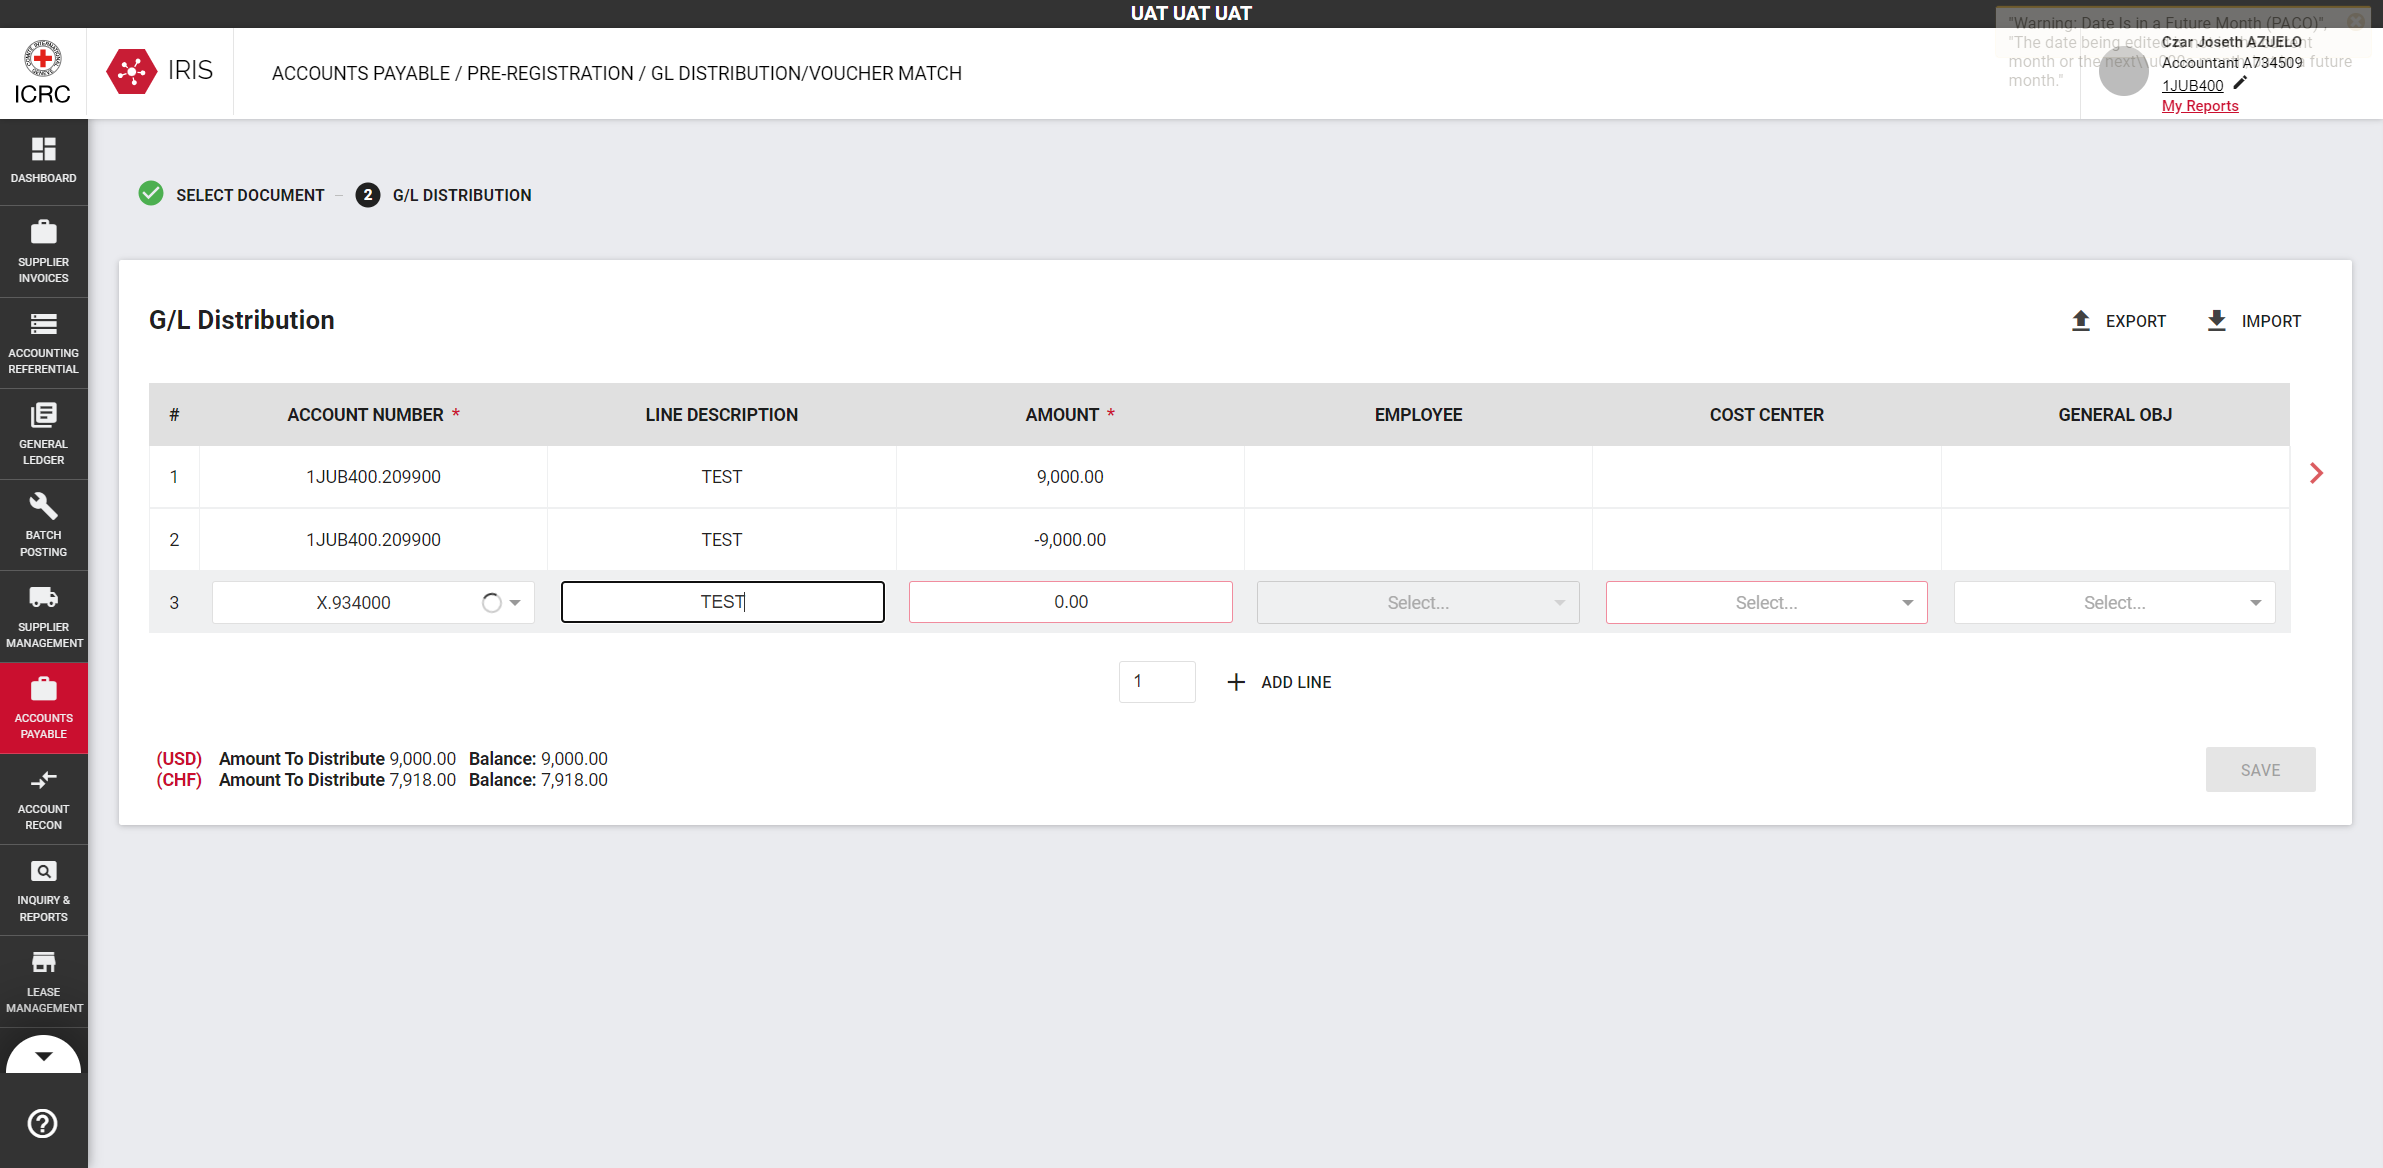 UAT UAT UAT
ICRC
IRIS
ACCOUNTS PAYABLE / PRE-REGISTRATION / GL DISTRIBUTION/VOUCHER MATCH
"Warning: Date Is in a Future Month (PACO)",
"The date being edited
month or the next\\u000 future
month."
Czar Joseth AZUELO
Accountant A734509
1JUB400
My Reports
DASHBOARD
SUPPLIER
INVOICES
ACCOUNTING
REFERENTIAL
GENERAL
LEDGER
BATCH
POSTING
SUPPLIER
MANAGEMENT
ACCOUNTS
PAYABLE
ACCOUNT
RECON
INQUIRY &
REPORTS
LEASE
MANAGEMENT
SELECT DOCUMENT
2 G/L DISTRIBUTION
G/L Distribution
EXPORT
IMPORT
# ACCOUNT NUMBER * LINE DESCRIPTION AMOUNT * EMPLOYEE COST CENTER GENERAL OBJ
1 1JUB400.209900 TEST 9,000.00
2 1JUB400.209900 TEST -9,000.00
3 X.934000 TEST 0.00 Select... Select... Select...
1 ADD LINE
(USD) Amount To Distribute 9,000.00 Balance: 9,000.00
(CHF) Amount To Distribute 7,918.00 Balance: 7,918.00
SAVE